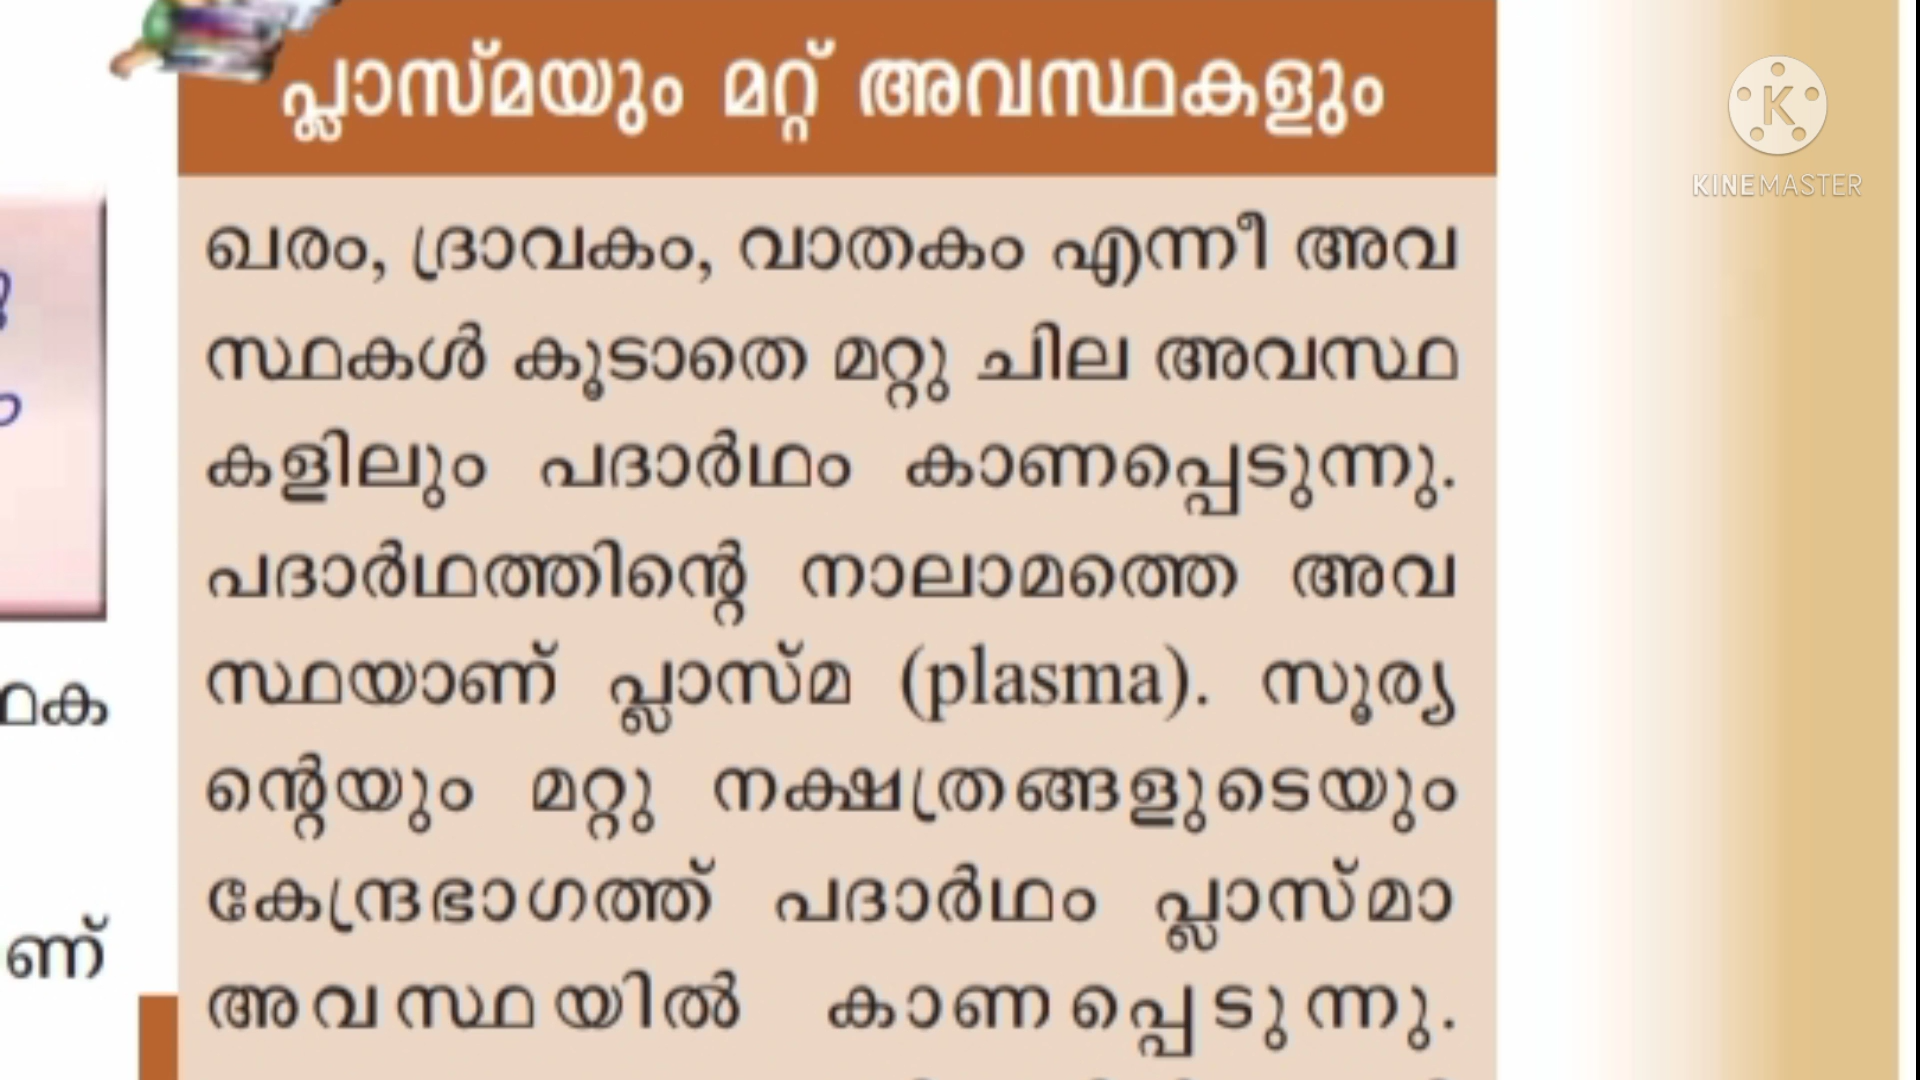 പ്ലാസ്മയും മറ്റ് അവസ്ഥകളും
ഖരം, ദ്രാവകം, വാതകം എന്നീ അവ
സ്ഥകൾ കൂടാതെ മറ്റു ചില അവസ്ഥ
കളിലും പദാർഥം കാണപ്പെടുന്നു.
പദാർഥത്തിന്റെ നാലാമത്തെ അവ
സ്ഥയാണ് പ്ലാസ്മ (plasma). സൂര്യ
ന്റെയും മറ്റു നക്ഷത്രങ്ങളുടെയും
കേന്ദ്രഭാഗത്ത് പദാർഥം പ്ലാസ്മാ
അവസ്ഥയിൽ കാണപ്പെടുന്നു.
ഥക
ണ്
K
KINEMASTER